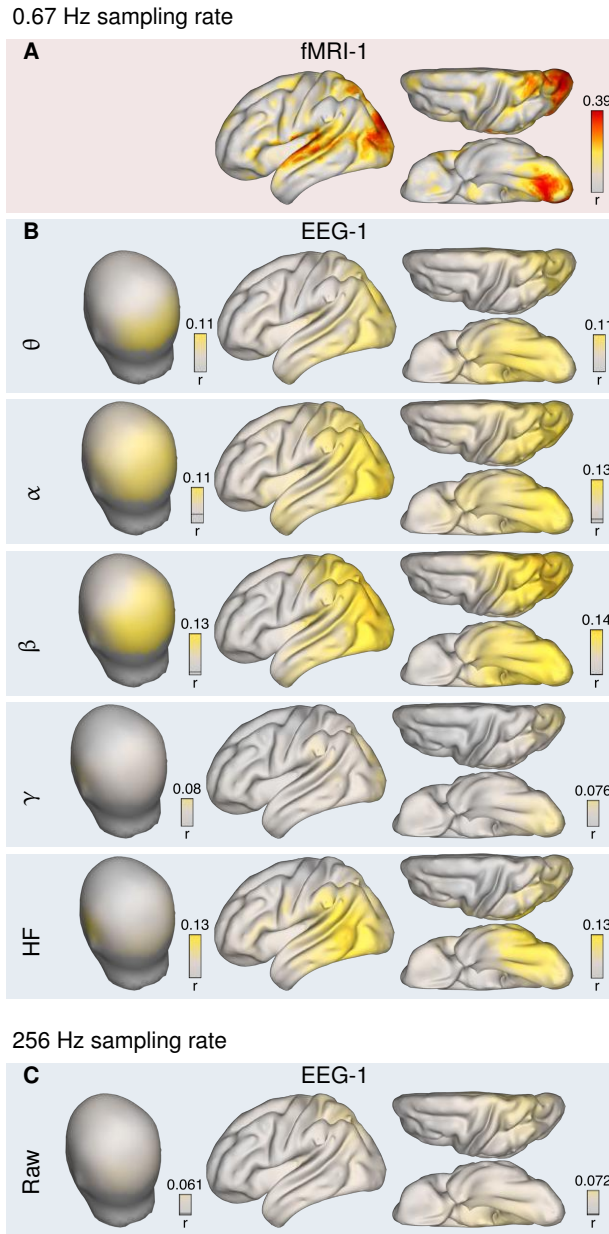 0.67 Hz sampling rate
A fMRI-1
0.39
r
B EEG-1
θ 0.11 0.11
r r
α 0.11 0.13
r r
β 0.13 0.14
r r
γ 0.08 0.076
r r
HF 0.13 0.13
r r
256 Hz sampling rate
C EEG-1
Raw 0.061 0.072
r r